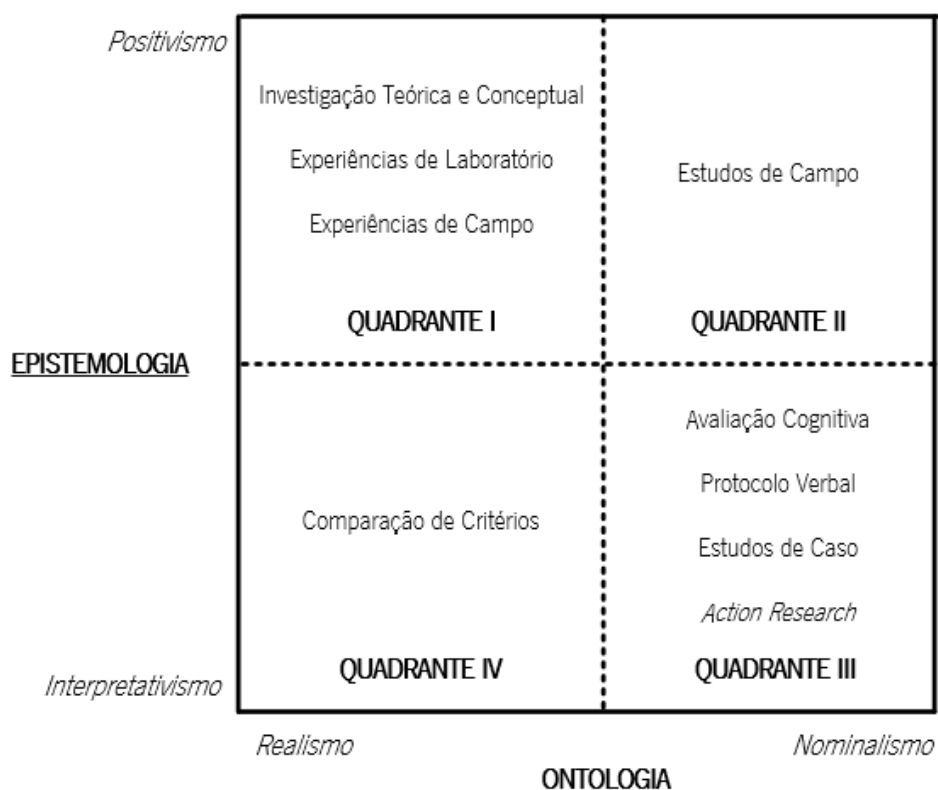 Positivismo
Investigação Teórica e Conceptual
Experiências de Laboratório
Experiências de Campo
QUADRANTE I
Estudos de Campo
QUADRANTE II
EPISTEMOLOGIA
Comparação de Critérios
QUADRANTE IV
Avaliação Cognitiva
Protocolo Verbal
Estudos de Caso
Action Research
QUADRANTE III
Interpretativismo
Realismo
Nominalismo
ONTOLOGIA